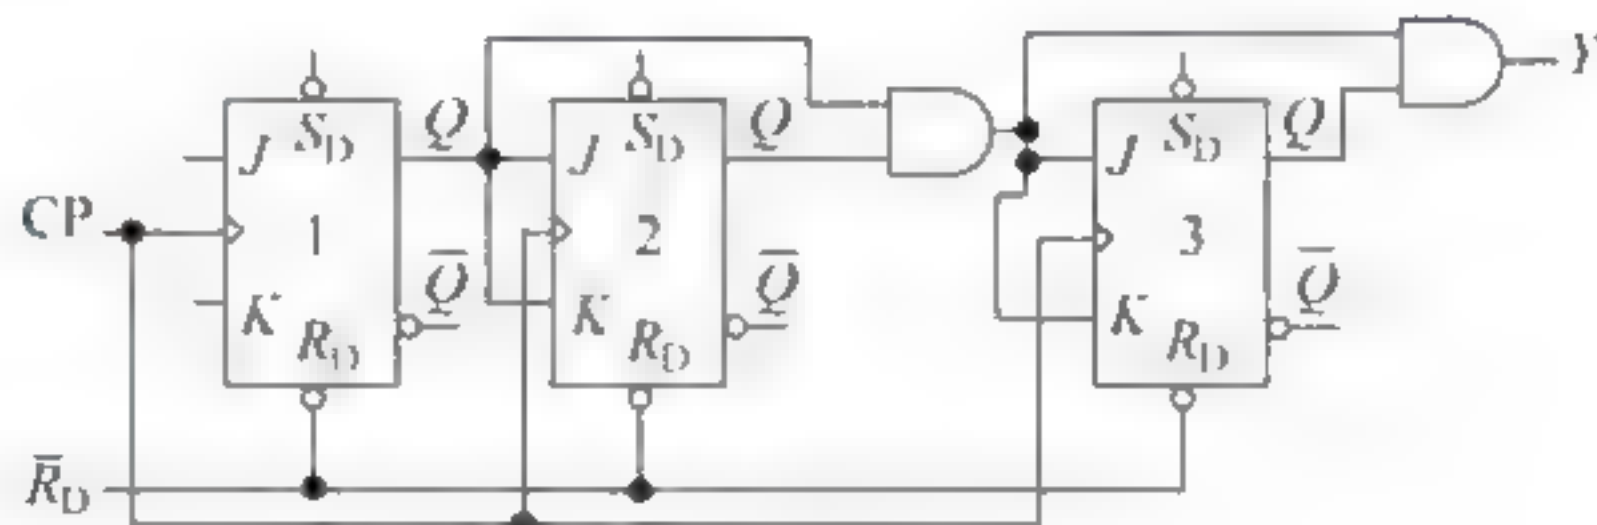 Y
Q
Q
Q
J
S_D
J
S_D
J
S_D
CP
1
2
3
Q̅
Q̅
Q̅
K
R_D
K
R_D
K
R_D
R̅_D